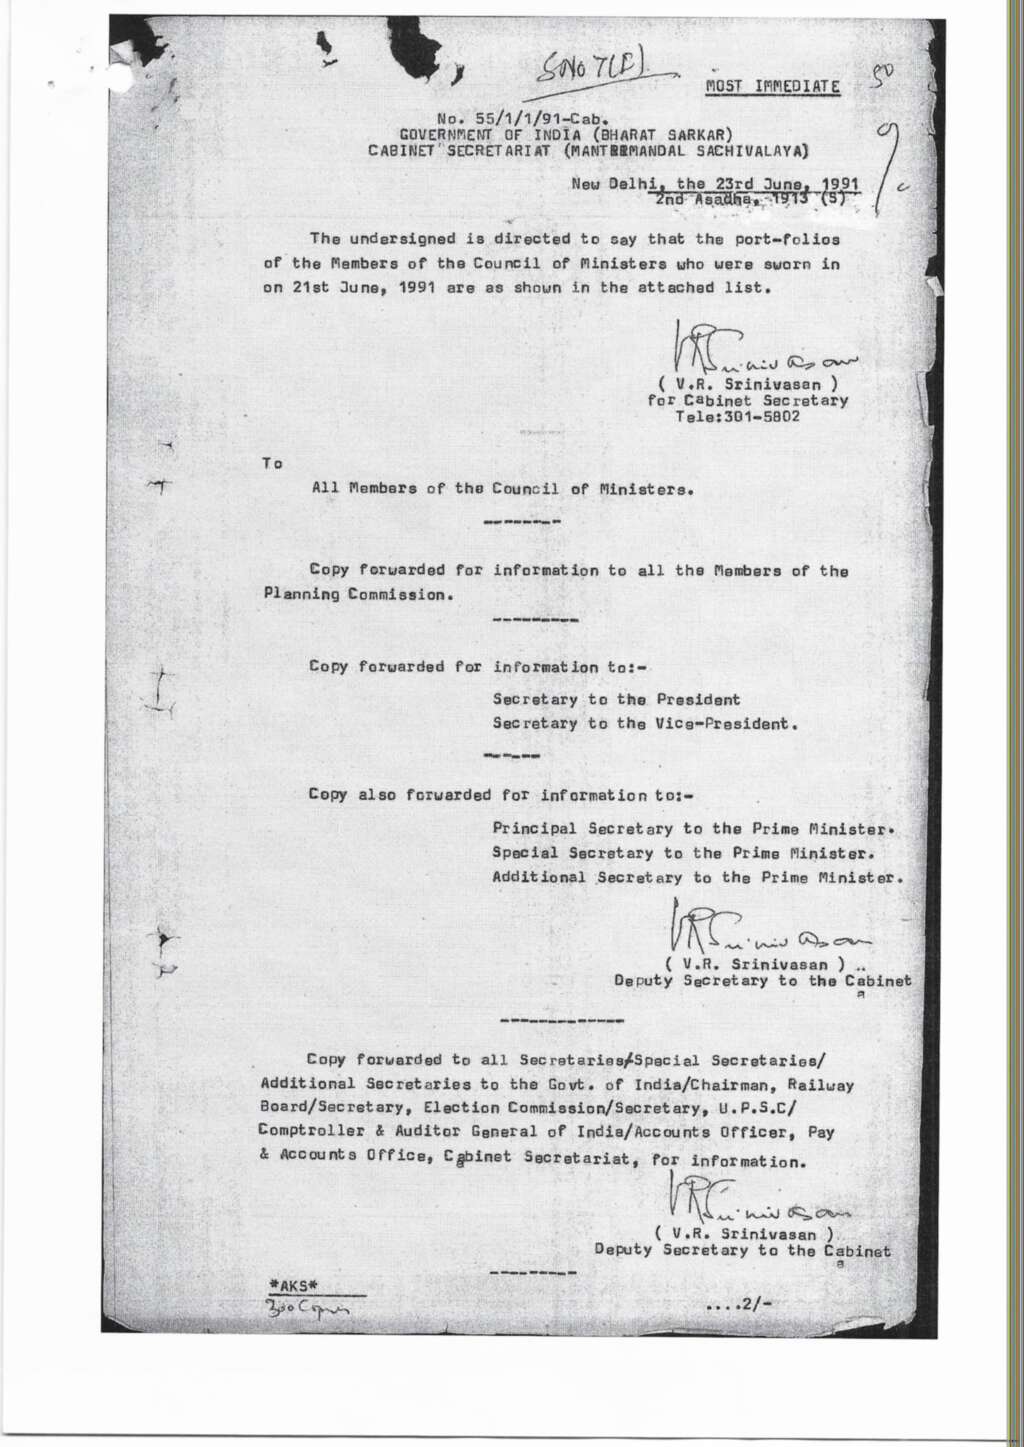 SNo 7(F)
MOST IMMEDIATE
50
No. 55/1/1/91-Cab.
GOVERNMENT OF INDIA (BHARAT SARKAR)
CABINET SECRETARIAT (MANTRIMANDAL SACHIVALAYA)
9/c
New Delhi, the 23rd June, 1991
2nd Asadha, 1913 (S)
The undersigned is directed to say that the port-folios
of the Members of the Council of Ministers who were sworn in
on 21st June, 1991 are as shown in the attached list.
VRSrinivasan
( V.R. Srinivasan )
for Cabinet Secretary
Tele:301-5802
To
All Members of the Council of Ministers.
--------
Copy forwarded for information to all the Members of the
Planning Commission.
---------
Copy forwarded for information to:-
Secretary to the President
Secretary to the Vice-President.
------
Copy also forwarded for information to:-
Principal Secretary to the Prime Minister.
Special Secretary to the Prime Minister.
Additional Secretary to the Prime Minister.
VRSrinivasan
( V.R. Srinivasan )
Deputy Secretary to the Cabinet
-------------
Copy forwarded to all Secretaries/Special Secretaries/
Additional Secretaries to the Govt. of India/Chairman, Railway
Board/Secretary, Election Commission/Secretary, U.P.S.C/
Comptroller & Auditor General of India/Accounts Officer, Pay
& Accounts Office, Cabinet Secretariat, for information.
VRSrinivasan
( V.R. Srinivasan )
Deputy Secretary to the Cabinet
---------
*AKS*
300 Copies
....2/-